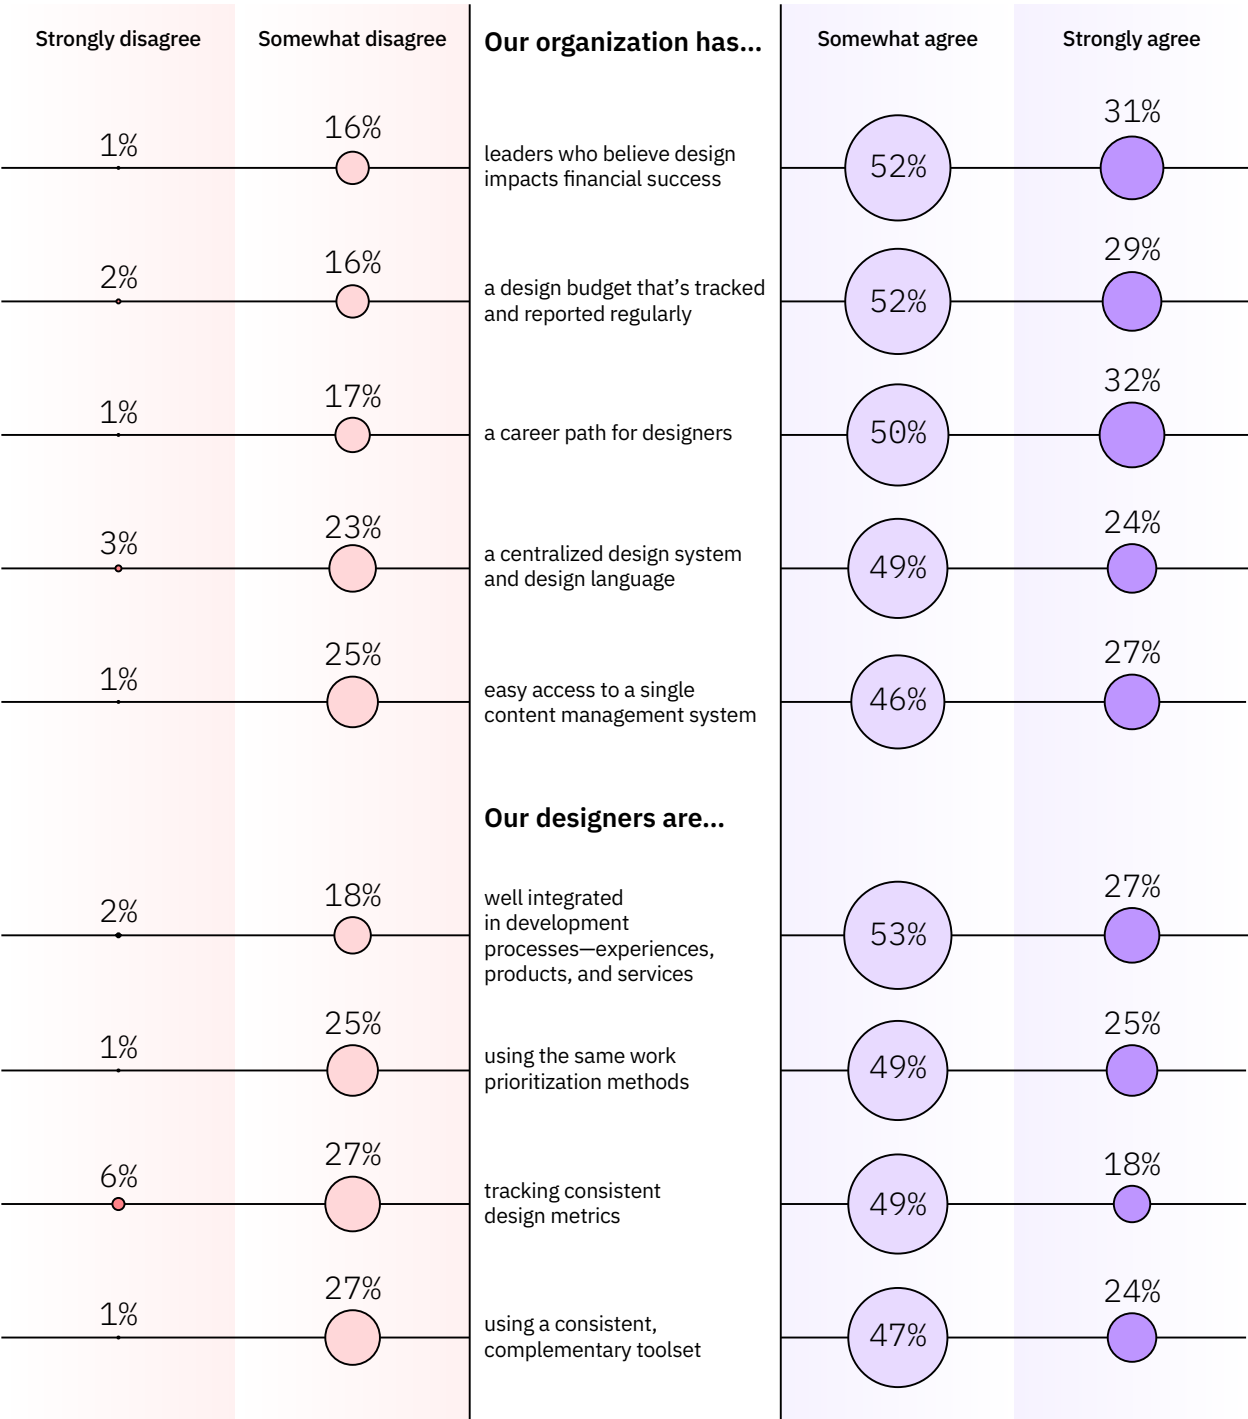 Strongly disagree
Somewhat disagree
Our organization has...
Somewhat agree
Strongly agree
1%
16%
leaders who believe design
impacts financial success
52%
31%
2%
16%
a design budget that’s tracked
and reported regularly
52%
29%
1%
17%
a career path for designers
50%
32%
3%
23%
a centralized design system
and design language
49%
24%
1%
25%
easy access to a single
content management system
46%
27%
Our designers are...
2%
18%
well integrated
in development
processes—experiences,
products, and services
53%
27%
1%
25%
using the same work
prioritization methods
49%
25%
6%
27%
tracking consistent
design metrics
49%
18%
1%
27%
using a consistent,
complementary toolset
47%
24%